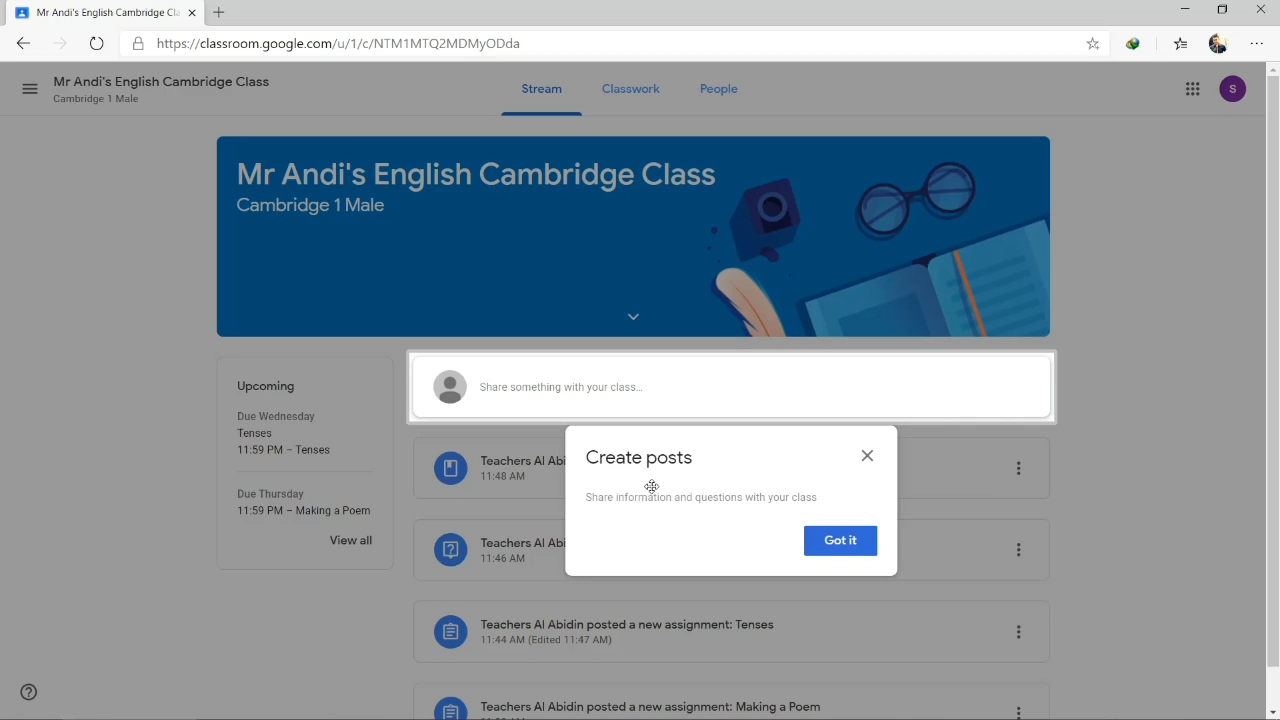 Mr Andi's English Cambridge Cla
https://classroom.google.com/u/1/c/NTM1MTQ2MDMyODda
Mr Andi's English Cambridge Class
Cambridge 1 Male
Stream
Classwork
People
S
Mr Andi's English Cambridge Class
Cambridge 1 Male
Upcoming
Due Wednesday
Tenses
11:59 PM – Tenses
Due Thursday
11:59 PM – Making a Poem
View all
Share something with your class…
Teachers Al Abi
11:48 AM
Create posts
Share information and questions with your class
Got it
Teachers Al Abi
11:46 AM
Teachers Al Abidin posted a new assignment: Tenses
11:44 AM (Edited 11:47 AM)
Teachers Al Abidin posted a new assignment: Making a Poem